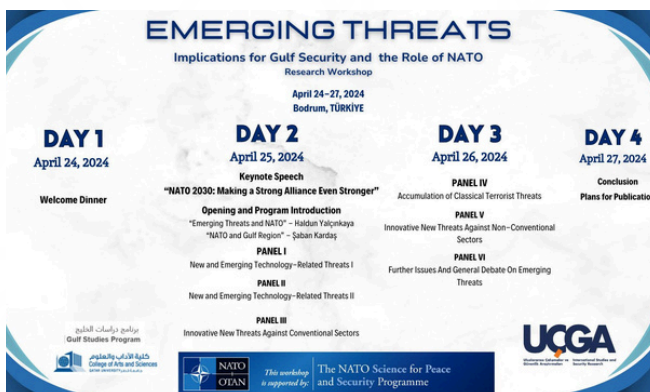 EMERGING THREATS
Implications for Gulf Security and the Role of NATO
Research Workshop
April 24-27, 2024
Bodrum, TÜRKİYE
DAY 1
April 24, 2024
Welcome Dinner
DAY 2
April 25, 2024
Keynote Speech
“NATO 2030: Making a Strong Alliance Even Stronger”
Opening and Program Introduction
“Emerging Threats and NATO” – Haldun Yalçınkaya
“NATO and Gulf Region” – Şaban Kardaş
PANEL I
New and Emerging Technology-Related Threats I
PANEL II
New and Emerging Technology-Related Threats II
PANEL III
Innovative New Threats Against Conventional Sectors
DAY 3
April 26, 2024
PANEL IV
Accumulation of Classical Terrorist Threats
PANEL V
Innovative New Threats Against Non-Conventional
Sectors
PANEL VI
Further Issues And General Debate On Emerging
Threats
DAY 4
April 27, 2024
Conclusion
Plans for Publicatio
برنامج دراسات الخليج
Gulf Studies Program
كلية الآداب والعلوم
College of Arts and Sciences
QATAR UNIVERSITY
NATO
OTAN
This workshop
is supported by:
The NATO Science for Peace
and Security Programme
UÇGA